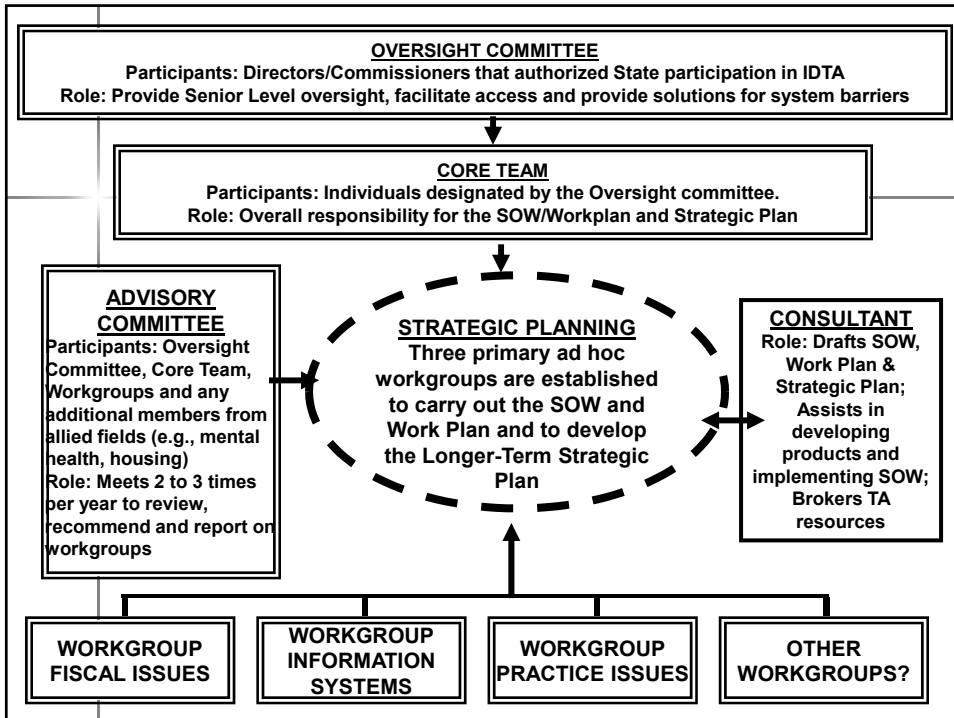 OVERSIGHT COMMITTEE
Participants: Directors/Commissioners that authorized State participation in IDTA
Role: Provide Senior Level oversight, facilitate access and provide solutions for system barriers
CORE TEAM
Participants: Individuals designated by the Oversight committee.
Role: Overall responsibility for the SOW/Workplan and Strategic Plan
ADVISORY
COMMITTEE
Participants: Oversight
Committee, Core Team,
Workgroups and any
additional members from
allied fields (e.g., mental
health, housing)
Role: Meets 2 to 3 times
per year to review,
recommend and report on
workgroups
STRATEGIC PLANNING
Three primary ad hoc
workgroups are established
to carry out the SOW and
Work Plan and to develop
the Longer-Term Strategic
Plan
CONSULTANT
Role: Drafts SOW,
Work Plan &
Strategic Plan;
Assists in
developing
products and
implementing SOW;
Brokers TA
resources
WORKGROUP
FISCAL ISSUES
WORKGROUP
INFORMATION
SYSTEMS
WORKGROUP
PRACTICE ISSUES
OTHER
WORKGROUPS?